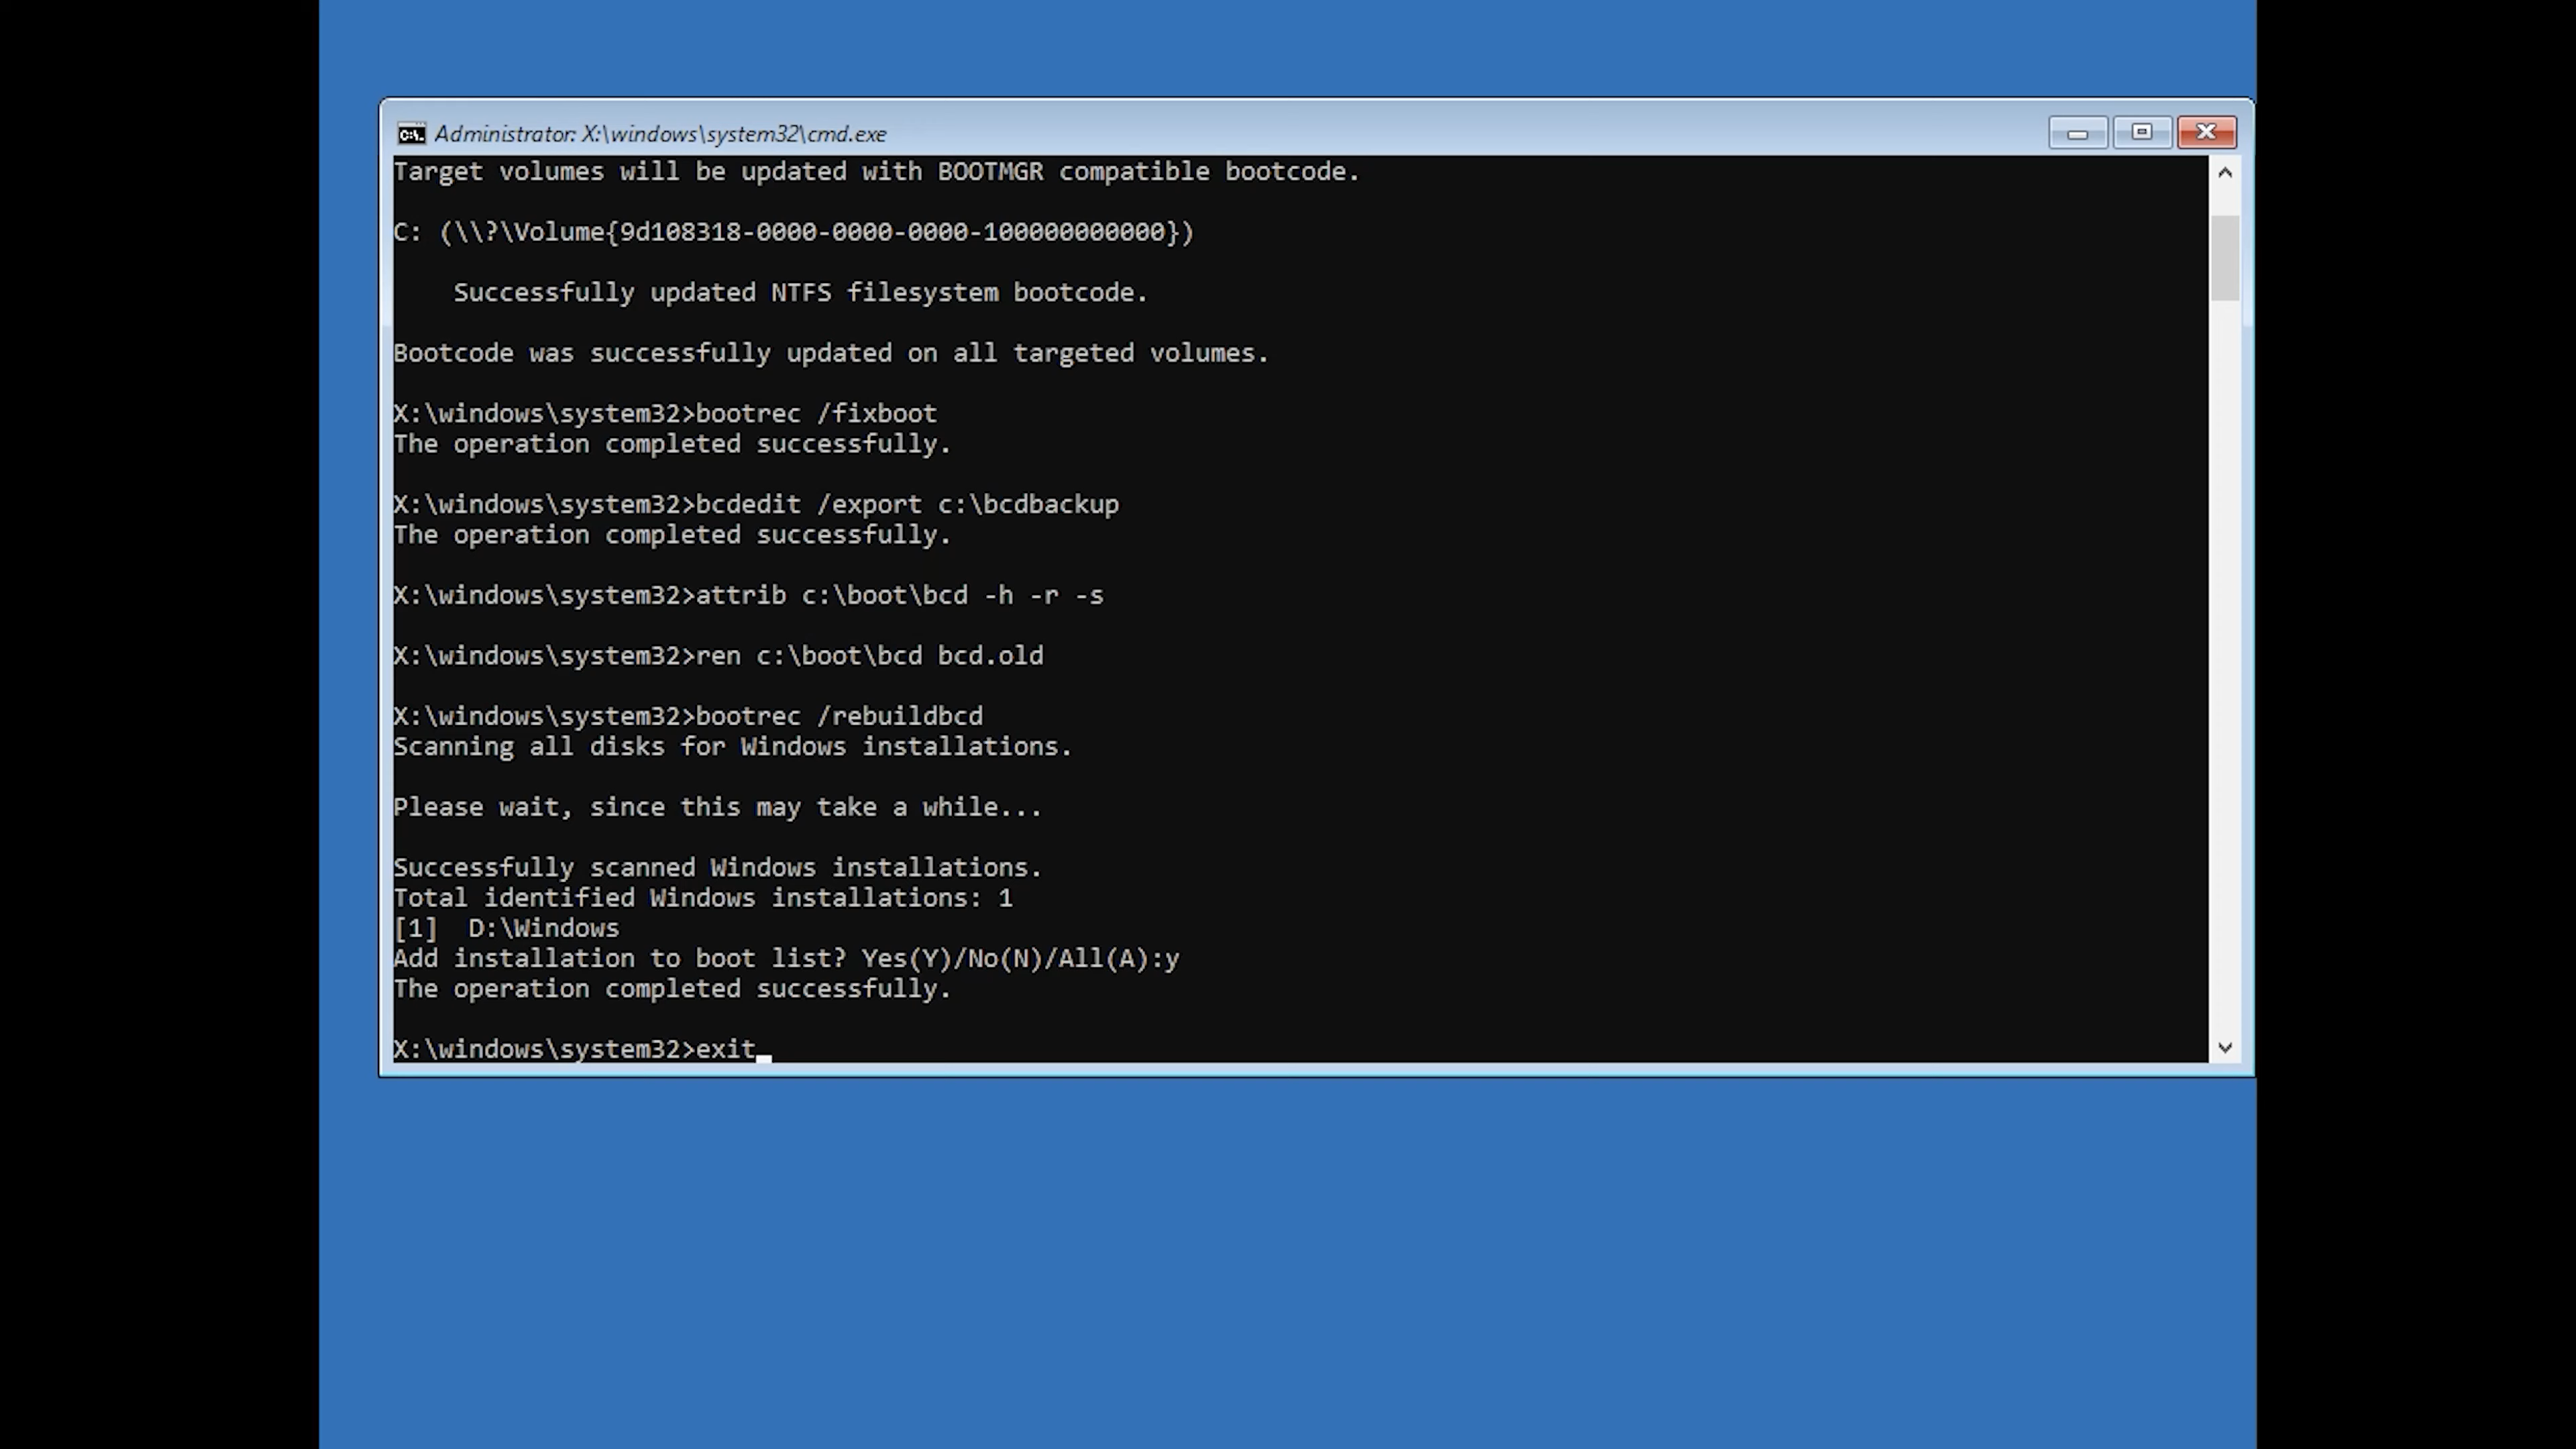 Administrator: X:\windows\system32\cmd.exe
Target volumes will be updated with BOOTMGR compatible bootcode.
C: (\\?\Volume{9d108318-0000-0000-0000-100000000000})
Successfully updated NTFS filesystem bootcode.
Bootcode was successfully updated on all targeted volumes.
X:\windows\system32>bootrec /fixboot
The operation completed successfully.
X:\windows\system32>bcdedit /export c:\bcdbackup
The operation completed successfully.
X:\windows\system32>attrib c:\boot\bcd -h -r -s
X:\windows\system32>ren c:\boot\bcd bcd.old
X:\windows\system32>bootrec /rebuildbcd
Scanning all disks for Windows installations.
Please wait, since this may take a while...
Successfully scanned Windows installations.
Total identified Windows installations: 1
[1]  D:\Windows
Add installation to boot list? Yes(Y)/No(N)/All(A):y
The operation completed successfully.
X:\windows\system32>exit